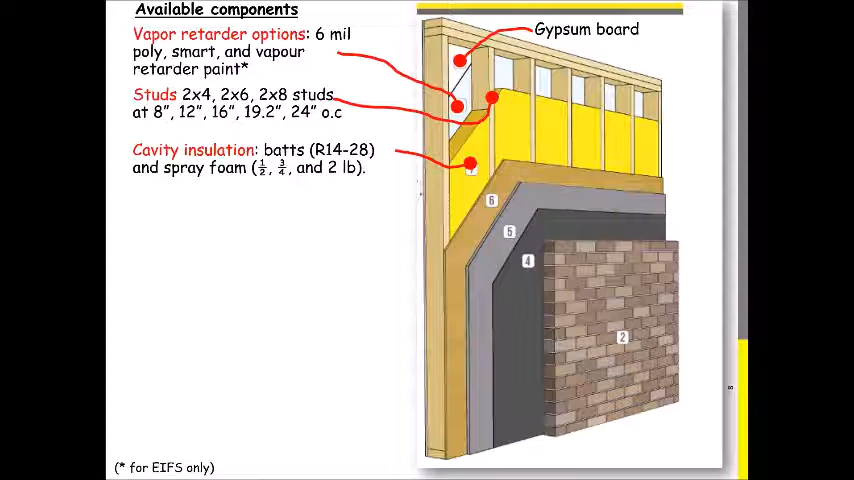 Available components
Vapor retarder options: 6 mil
poly, smart, and vapour
retarder paint*
Gypsum board
Studs 2x4, 2x6, 2x8 studs
at 8”, 12”, 16”, 19.2”, 24” o.c
Cavity insulation: batts (R14-28)
and spray foam (½, ¾, and 2 lb).
6
5
4
2
8
(* for EIFS only)